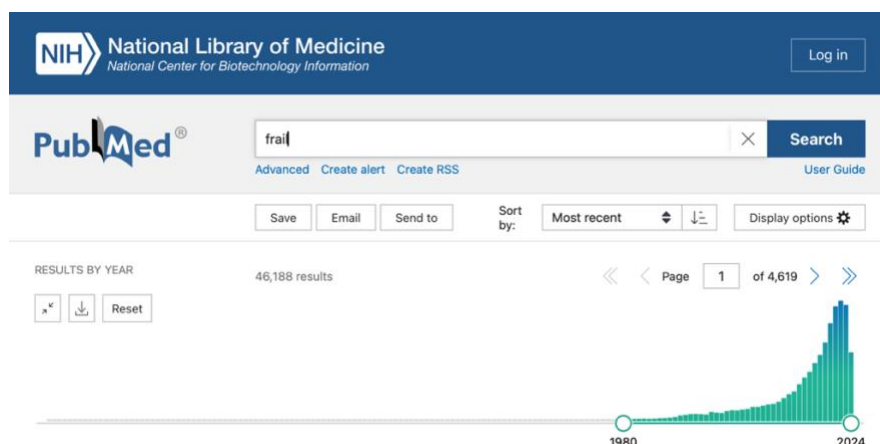 NIH National Library of Medicine
National Center for Biotechnology Information
Log in
PubMed®
frail
Search
Advanced Create alert Create RSS
User Guide
Save Email Send to Sort by: Most recent Display options
RESULTS BY YEAR
46,188 results
Page 1 of 4,619
Reset
1980 2024